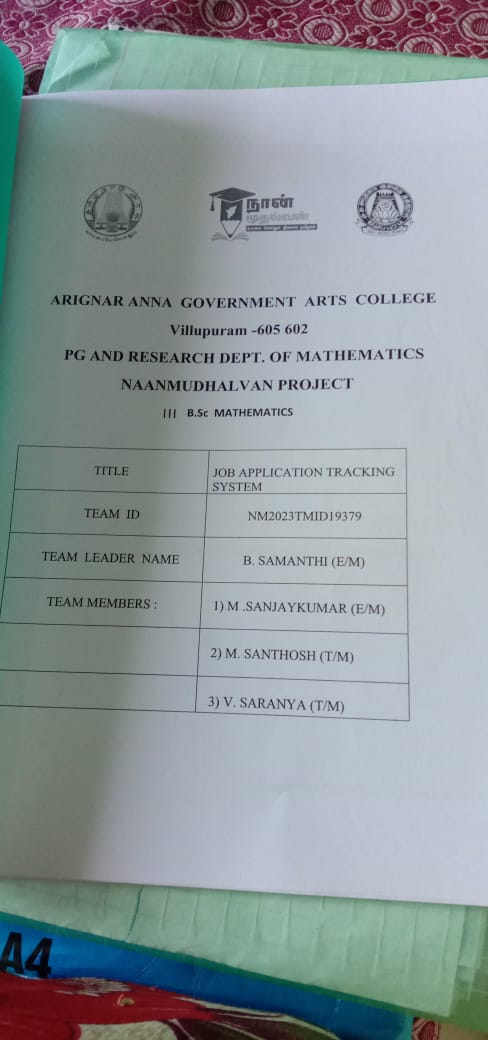 நான்
முதல்வன்
ARIGNAR ANNA GOVERNMENT ARTS COLLEGE
Villupuram -605 602
PG AND RESEARCH DEPT. OF MATHEMATICS
NAANMUDHALVAN PROJECT
III B.Sc MATHEMATICS
TITLE
JOB APPLICATION TRACKING
SYSTEM
TEAM ID
NM2023TMID19379
TEAM LEADER NAME
B. SAMANTHI (E/M)
TEAM MEMBERS :
1) M .SANJAYKUMAR (E/M)
2) M. SANTHOSH (T/M)
3) V. SARANYA (T/M)
A4